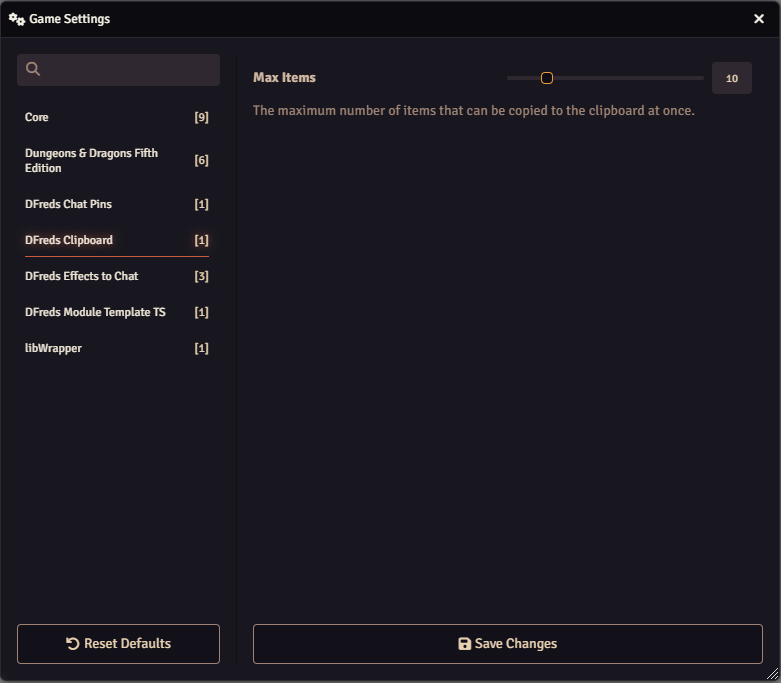 Game Settings
Core [9]
Dungeons & Dragons Fifth
Edition [6]
DFreds Chat Pins [1]
DFreds Clipboard [1]
DFreds Effects to Chat [3]
DFreds Module Template TS [1]
libWrapper [1]
Reset Defaults
Max Items 10
The maximum number of items that can be copied to the clipboard at once.
Save Changes